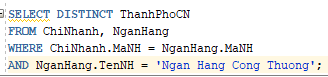 SELECT DISTINCT ThanhPhoCN
FROM ChiNhanh, NganHang
WHERE ChiNhanh.MaNH = NganHang.MaNH
AND NganHang.TenNH = 'Ngan Hang Cong Thuong';